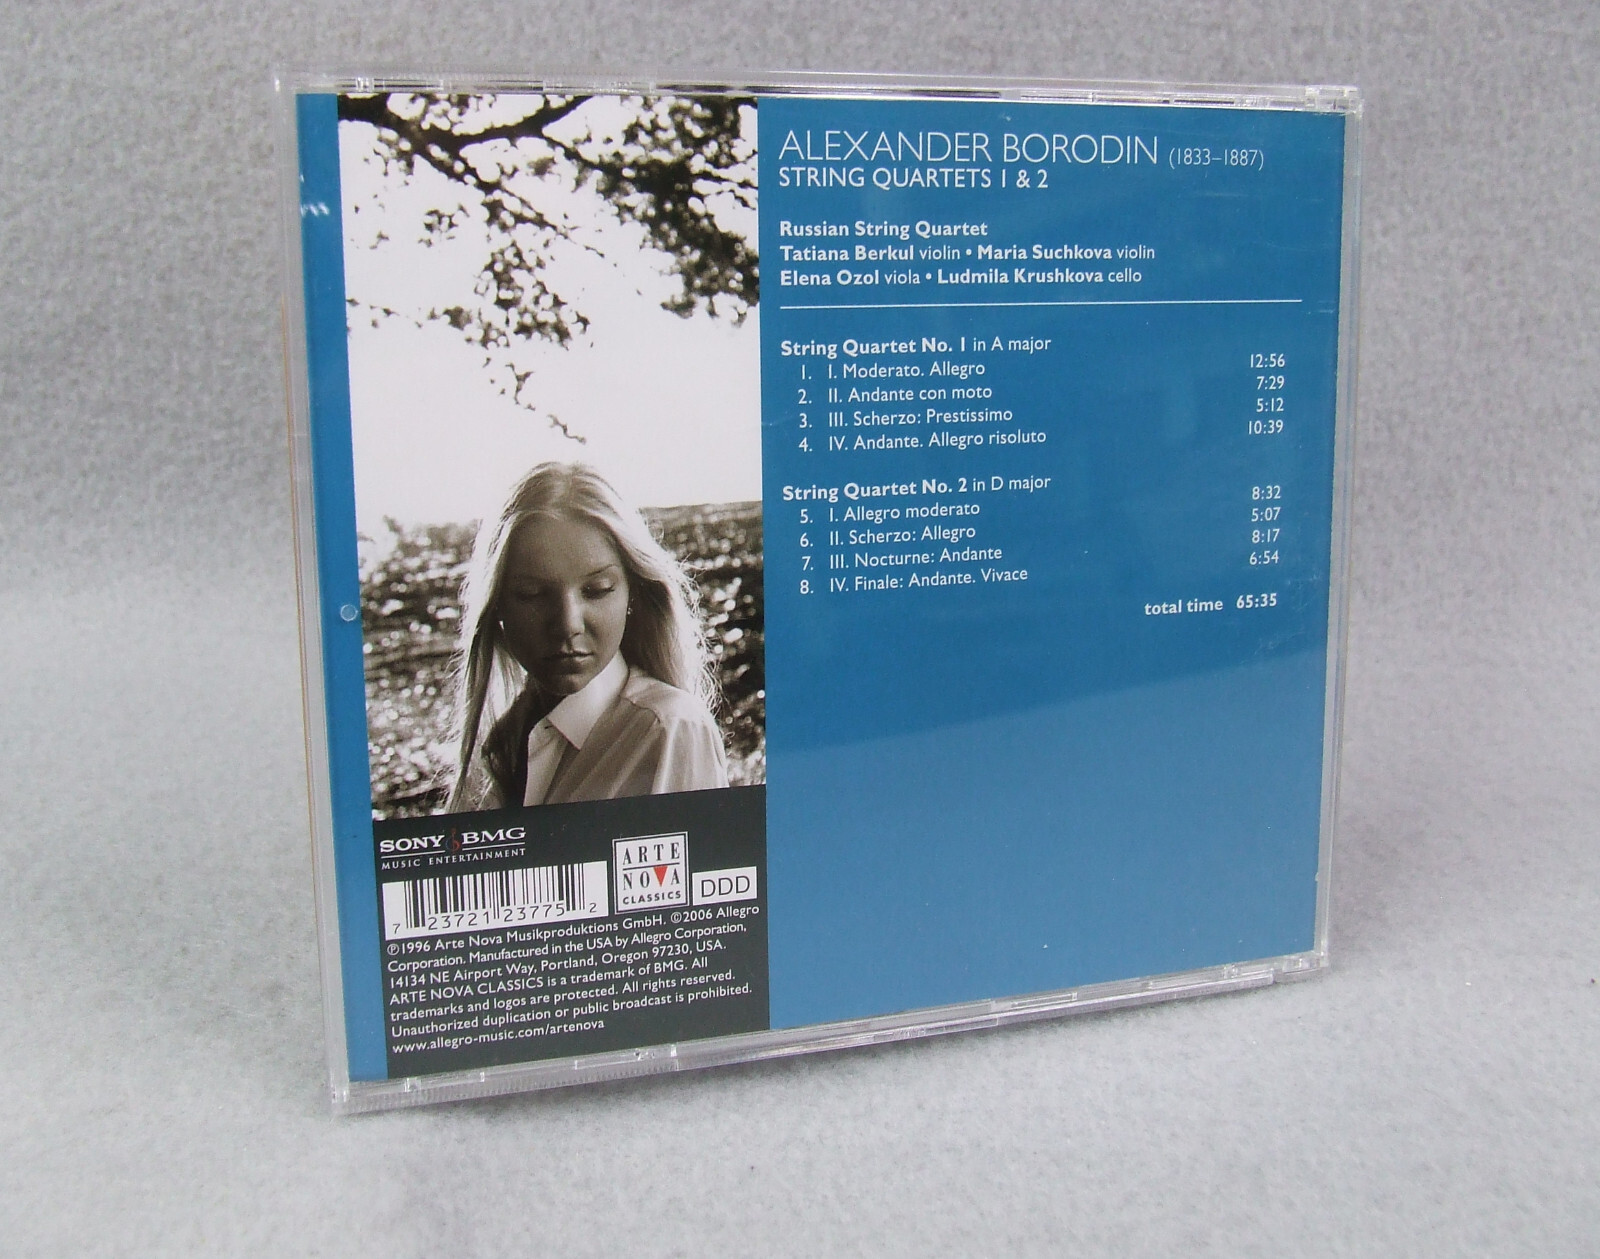 ALEXANDER BORODIN (1833–1887)
STRING QUARTETS 1 & 2
Russian String Quartet
Tatiana Berkul violin • Maria Suchkova violin
Elena Ozol viola • Ludmila Krushkova cello
String Quartet No. 1 in A major
1. I. Moderato. Allegro 12:56
2. II. Andante con moto 7:29
3. III. Scherzo: Prestissimo 5:12
4. IV. Andante. Allegro risoluto 10:39
String Quartet No. 2 in D major
5. I. Allegro moderato 8:32
6. II. Scherzo: Allegro 5:07
7. III. Nocturne: Andante 8:17
8. IV. Finale: Andante. Vivace 6:54
total time 65:35
SONY BMG
MUSIC ENTERTAINMENT
ARTE
NOVA
CLASSICS
DDD
7 23721 23775 2
℗1996 Arte Nova Musikproduktions GmbH. ©2006 Allegro
Corporation. Manufactured in the USA by Allegro Corporation,
14134 NE Airport Way, Portland, Oregon 97230, USA.
ARTE NOVA CLASSICS is a trademark of BMG. All
trademarks and logos are protected. All rights reserved.
Unauthorized duplication or public broadcast is prohibited.
www.allegro-music.com/artenova